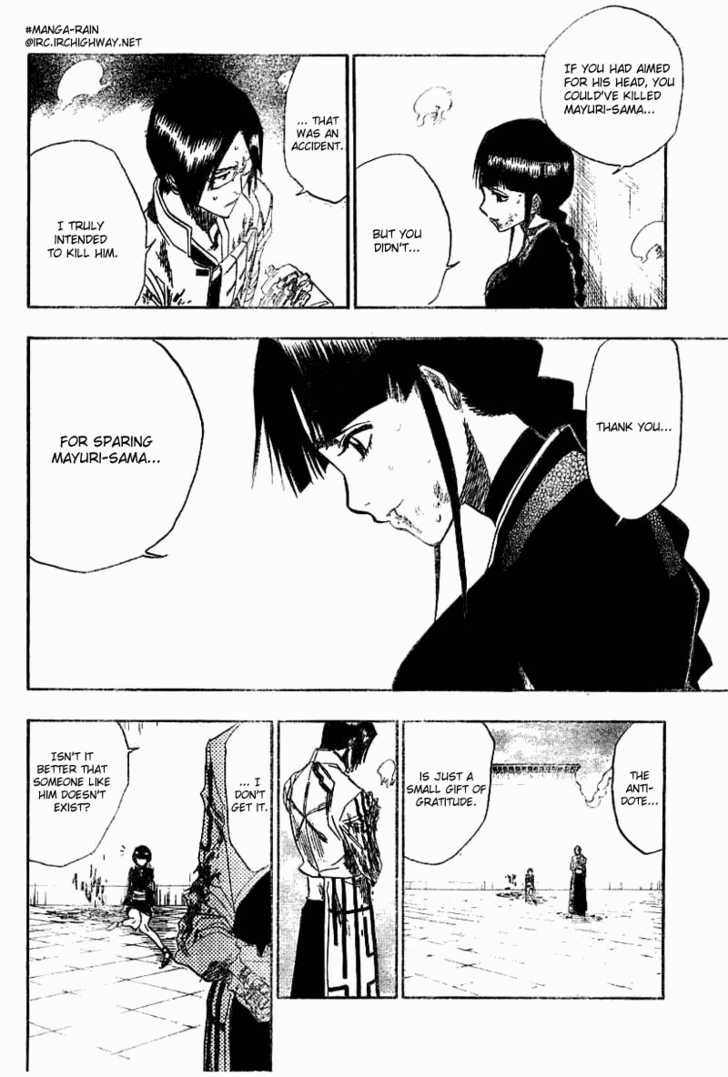 #MANGA-RAIN
@IRC.IRCHIGHWAY.NET
IF YOU HAD AIMED
FOR HIS HEAD, YOU
COULD'VE KILLED
MAYURI-SAMA...
BUT YOU
DIDN'T...
... THAT
WAS AN
ACCIDENT.
I TRULY
INTENDED
TO KILL HIM.
THANK YOU...
FOR SPARING
MAYURI-SAMA...
THE
ANTI-
DOTE...
IS JUST A
SMALL GIFT OF
GRATITUDE.
... I
DON'T
GET IT.
ISN'T IT
BETTER THAT
SOMEONE LIKE
HIM DOESN'T
EXIST?